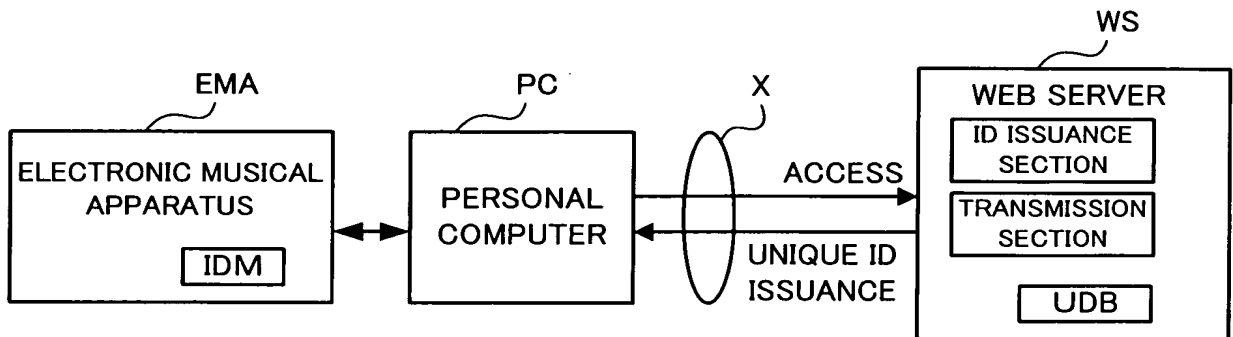 EMA
PC
X
WS
ELECTRONIC MUSICAL
APPARATUS
IDM
PERSONAL
COMPUTER
ACCESS
UNIQUE ID
ISSUANCE
WEB SERVER
ID ISSUANCE
SECTION
TRANSMISSION
SECTION
UDB